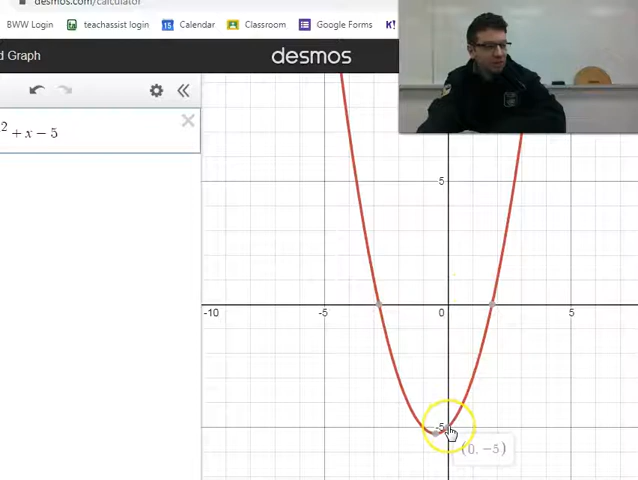 desmos.com/calculator
BWW Login teachassist login Calendar Classroom Google Forms K!
d Graph desmos
² + x − 5
5
-10 -5 0 5
-5
(0, −5)